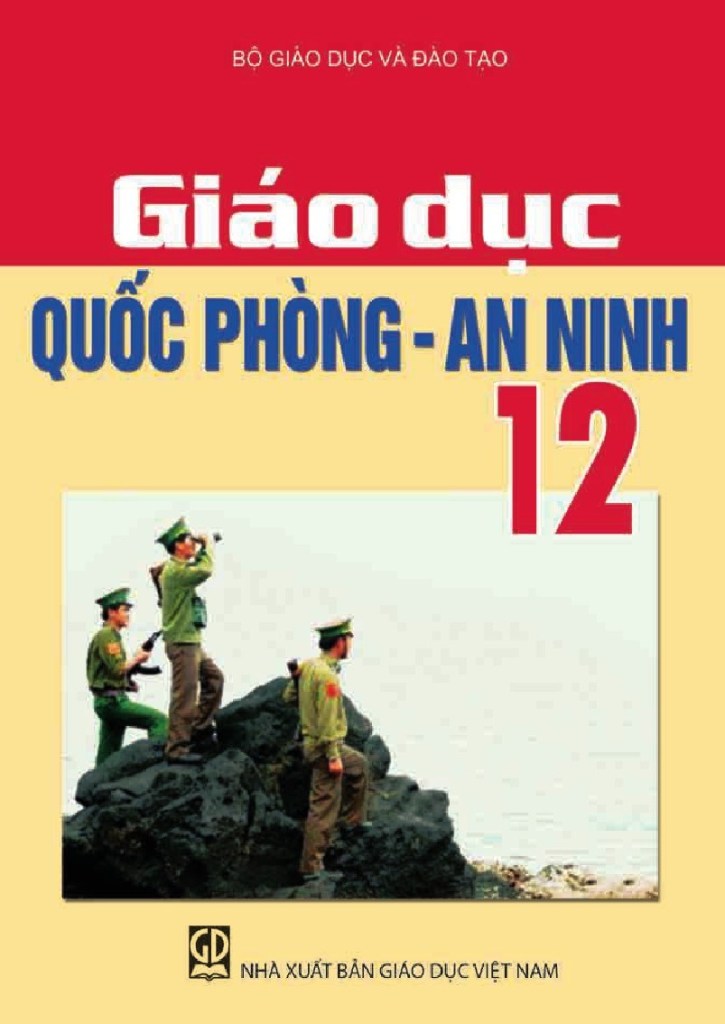 BỘ GIÁO DỤC VÀ ĐÀO TẠO
Giáo dục
QUỐC PHÒNG - AN NINH
12
GD
NHÀ XUẤT BẢN GIÁO DỤC VIỆT NAM